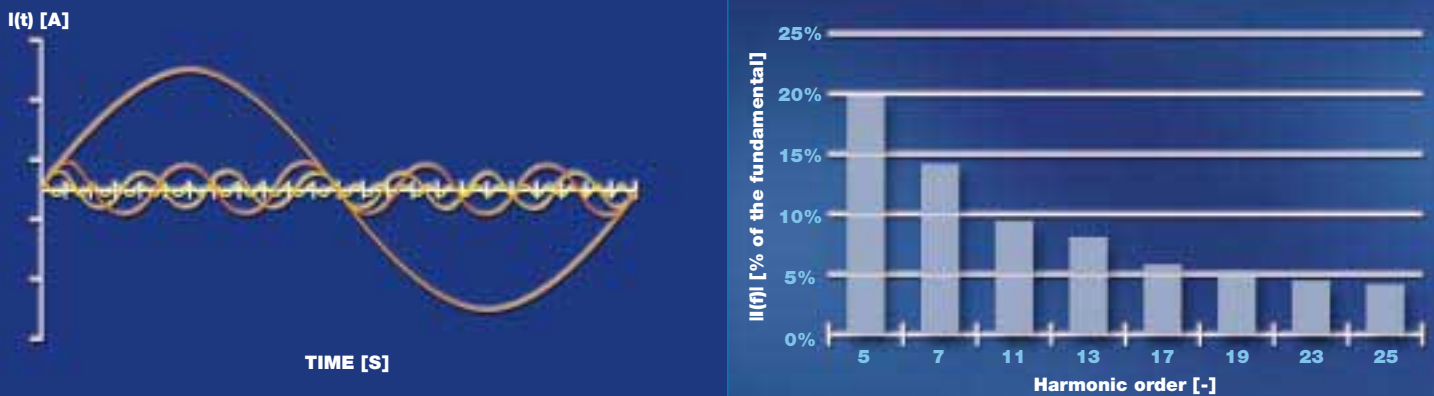 I(t) [A]
TIME [S]
|I(f)| [% of the fundamental]
25%
20%
15%
10%
5%
0%
5 7 11 13 17 19 23 25
Harmonic order [-]